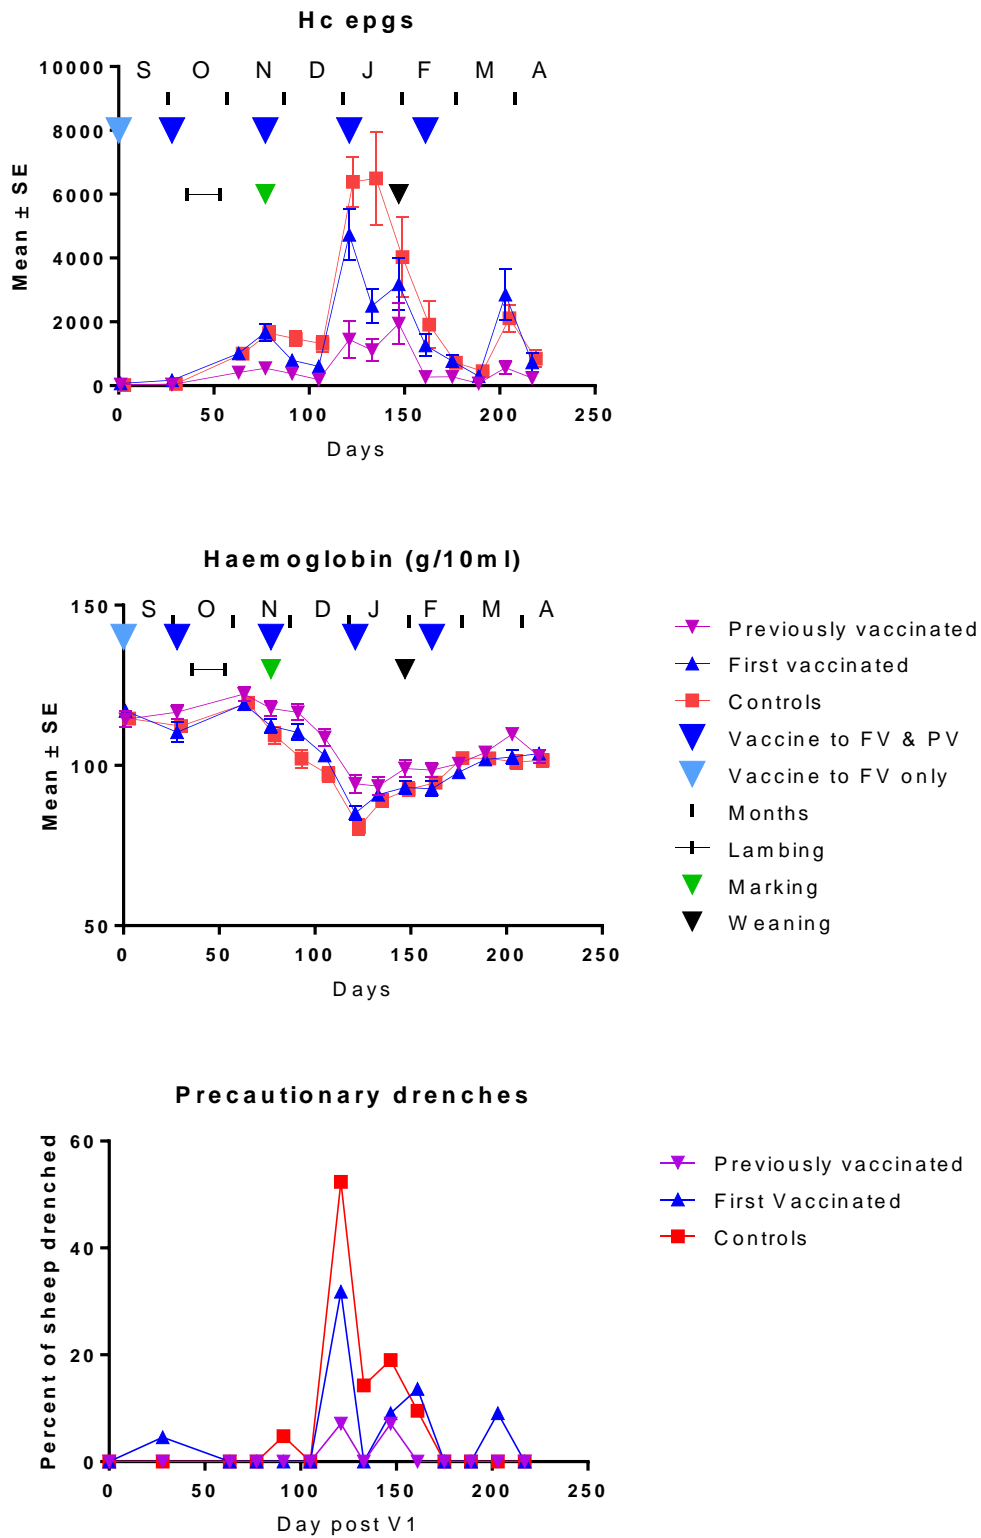 Hc epgs
S O N D J F M A
10000
8000
6000
4000
2000
0
Mean ± SE
0 50 100 150 200 250
Days
Haemoglobin (g/10ml)
S O N D J F M A
150
100
50
Mean ± SE
0 50 100 150 200 250
Days
Previously vaccinated
First vaccinated
Controls
Vaccine to FV & PV
Vaccine to FV only
Months
Lambing
Marking
Weaning
Precautionary drenches
60
40
20
0
Percent of sheep drenched
0 50 100 150 200 250
Day post V1
Previously vaccinated
First Vaccinated
Controls